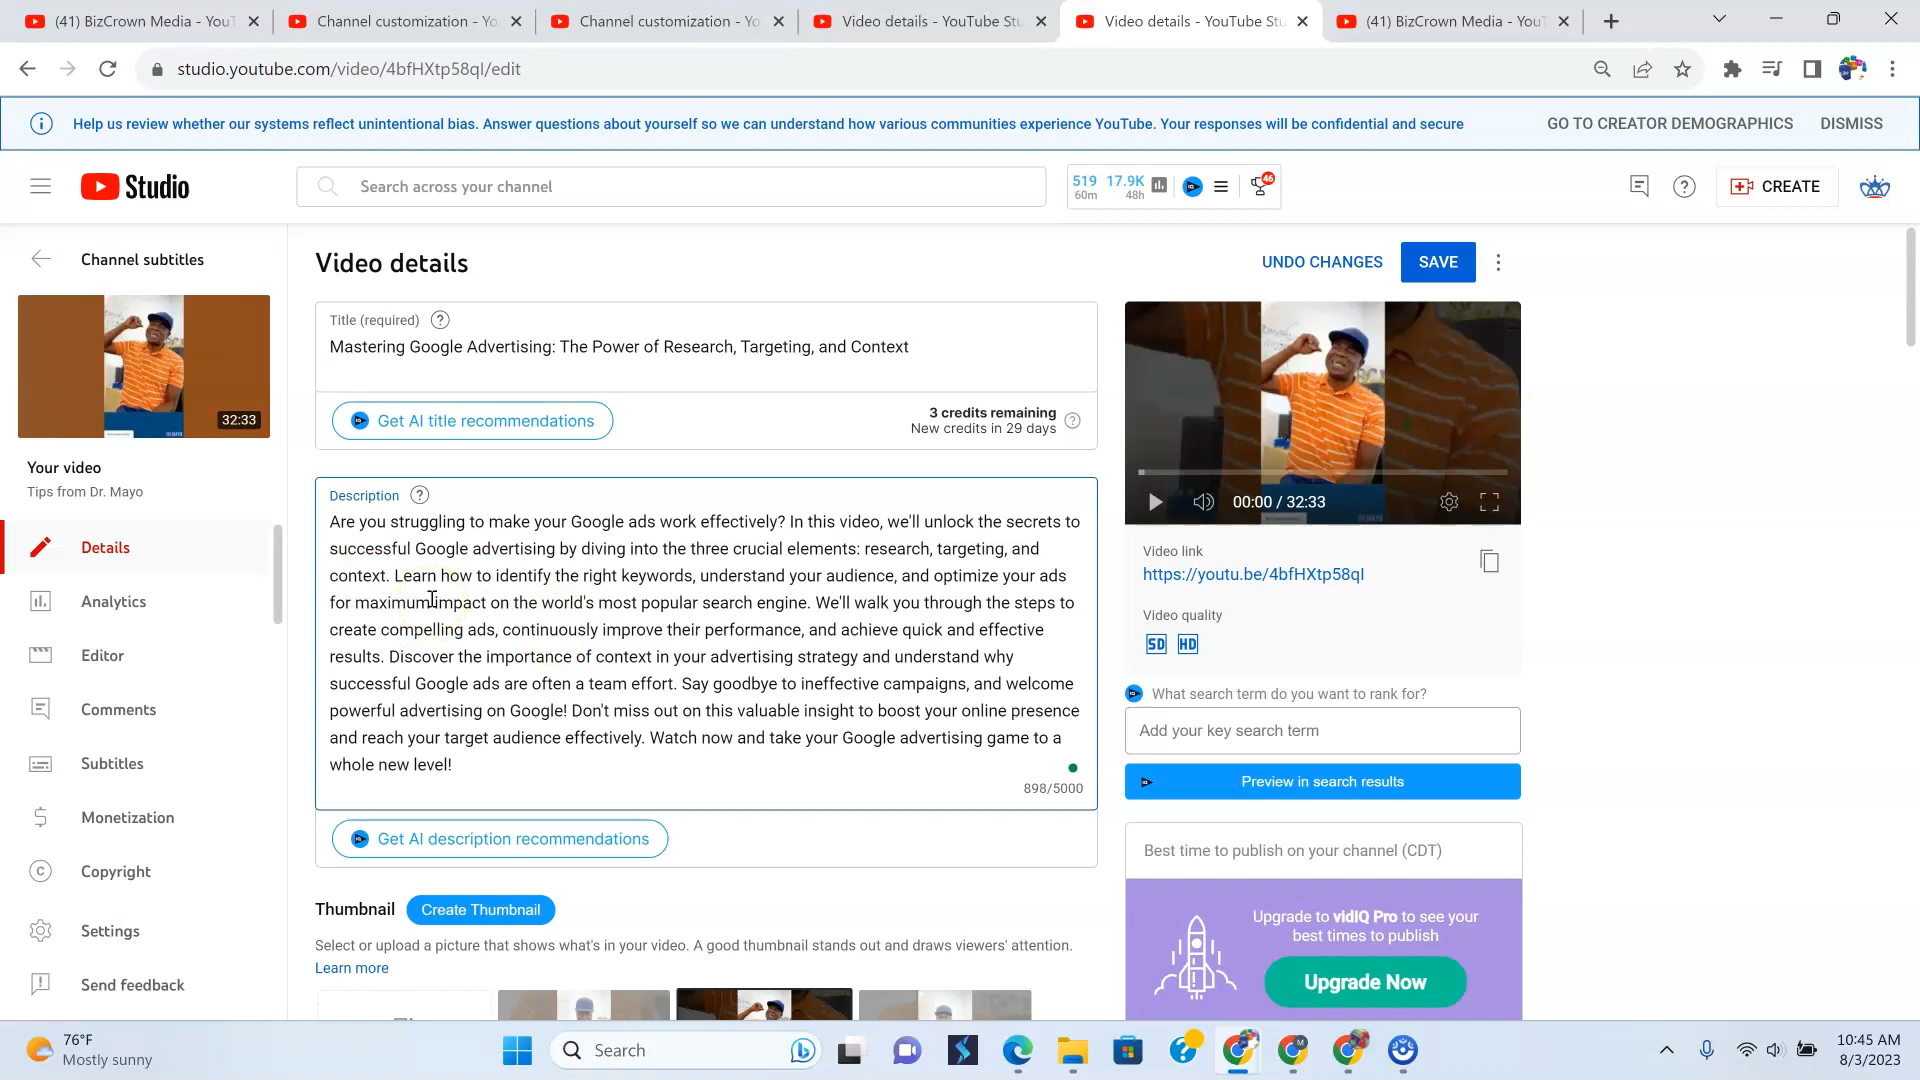 (41) BizCrown Media - YouT
Channel customization - Yo
Channel customization - Yo
Video details - YouTube Stu
Video details - YouTube Stu
(41) BizCrown Media - YouT
studio.youtube.com/video/4bfHXtp58qI/edit
Help us review whether our systems reflect unintentional bias. Answer questions about yourself so we can understand how various communities experience YouTube. Your responses will be confidential and secure
GO TO CREATOR DEMOGRAPHICS
DISMISS
Studio
Search across your channel
519 17.9K
60m 48h
46
CREATE
Channel subtitles
32:33
Your video
Tips from Dr. Mayo
Details
Analytics
Editor
Comments
Subtitles
Monetization
Copyright
Settings
Send feedback
Video details
UNDO CHANGES
SAVE
Title (required)
Mastering Google Advertising: The Power of Research, Targeting, and Context
Get AI title recommendations
3 credits remaining
New credits in 29 days
Description
Are you struggling to make your Google ads work effectively? In this video, we'll unlock the secrets to
successful Google advertising by diving into the three crucial elements: research, targeting, and
context. Learn how to identify the right keywords, understand your audience, and optimize your ads
for maximum impact on the world's most popular search engine. We'll walk you through the steps to
create compelling ads, continuously improve their performance, and achieve quick and effective
results. Discover the importance of context in your advertising strategy and understand why
successful Google ads are often a team effort. Say goodbye to ineffective campaigns, and welcome
powerful advertising on Google! Don't miss out on this valuable insight to boost your online presence
and reach your target audience effectively. Watch now and take your Google advertising game to a
whole new level!
898/5000
Get AI description recommendations
Thumbnail
Create Thumbnail
Select or upload a picture that shows what's in your video. A good thumbnail stands out and draws viewers' attention.
Learn more
00:00 / 32:33
Video link
https://youtu.be/4bfHXtp58qI
Video quality
SD HD
What search term do you want to rank for?
Add your key search term
Preview in search results
Best time to publish on your channel (CDT)
Upgrade to vidIQ Pro to see your
best times to publish
Upgrade Now
76°F
Mostly sunny
Search
10:45 AM
8/3/2023